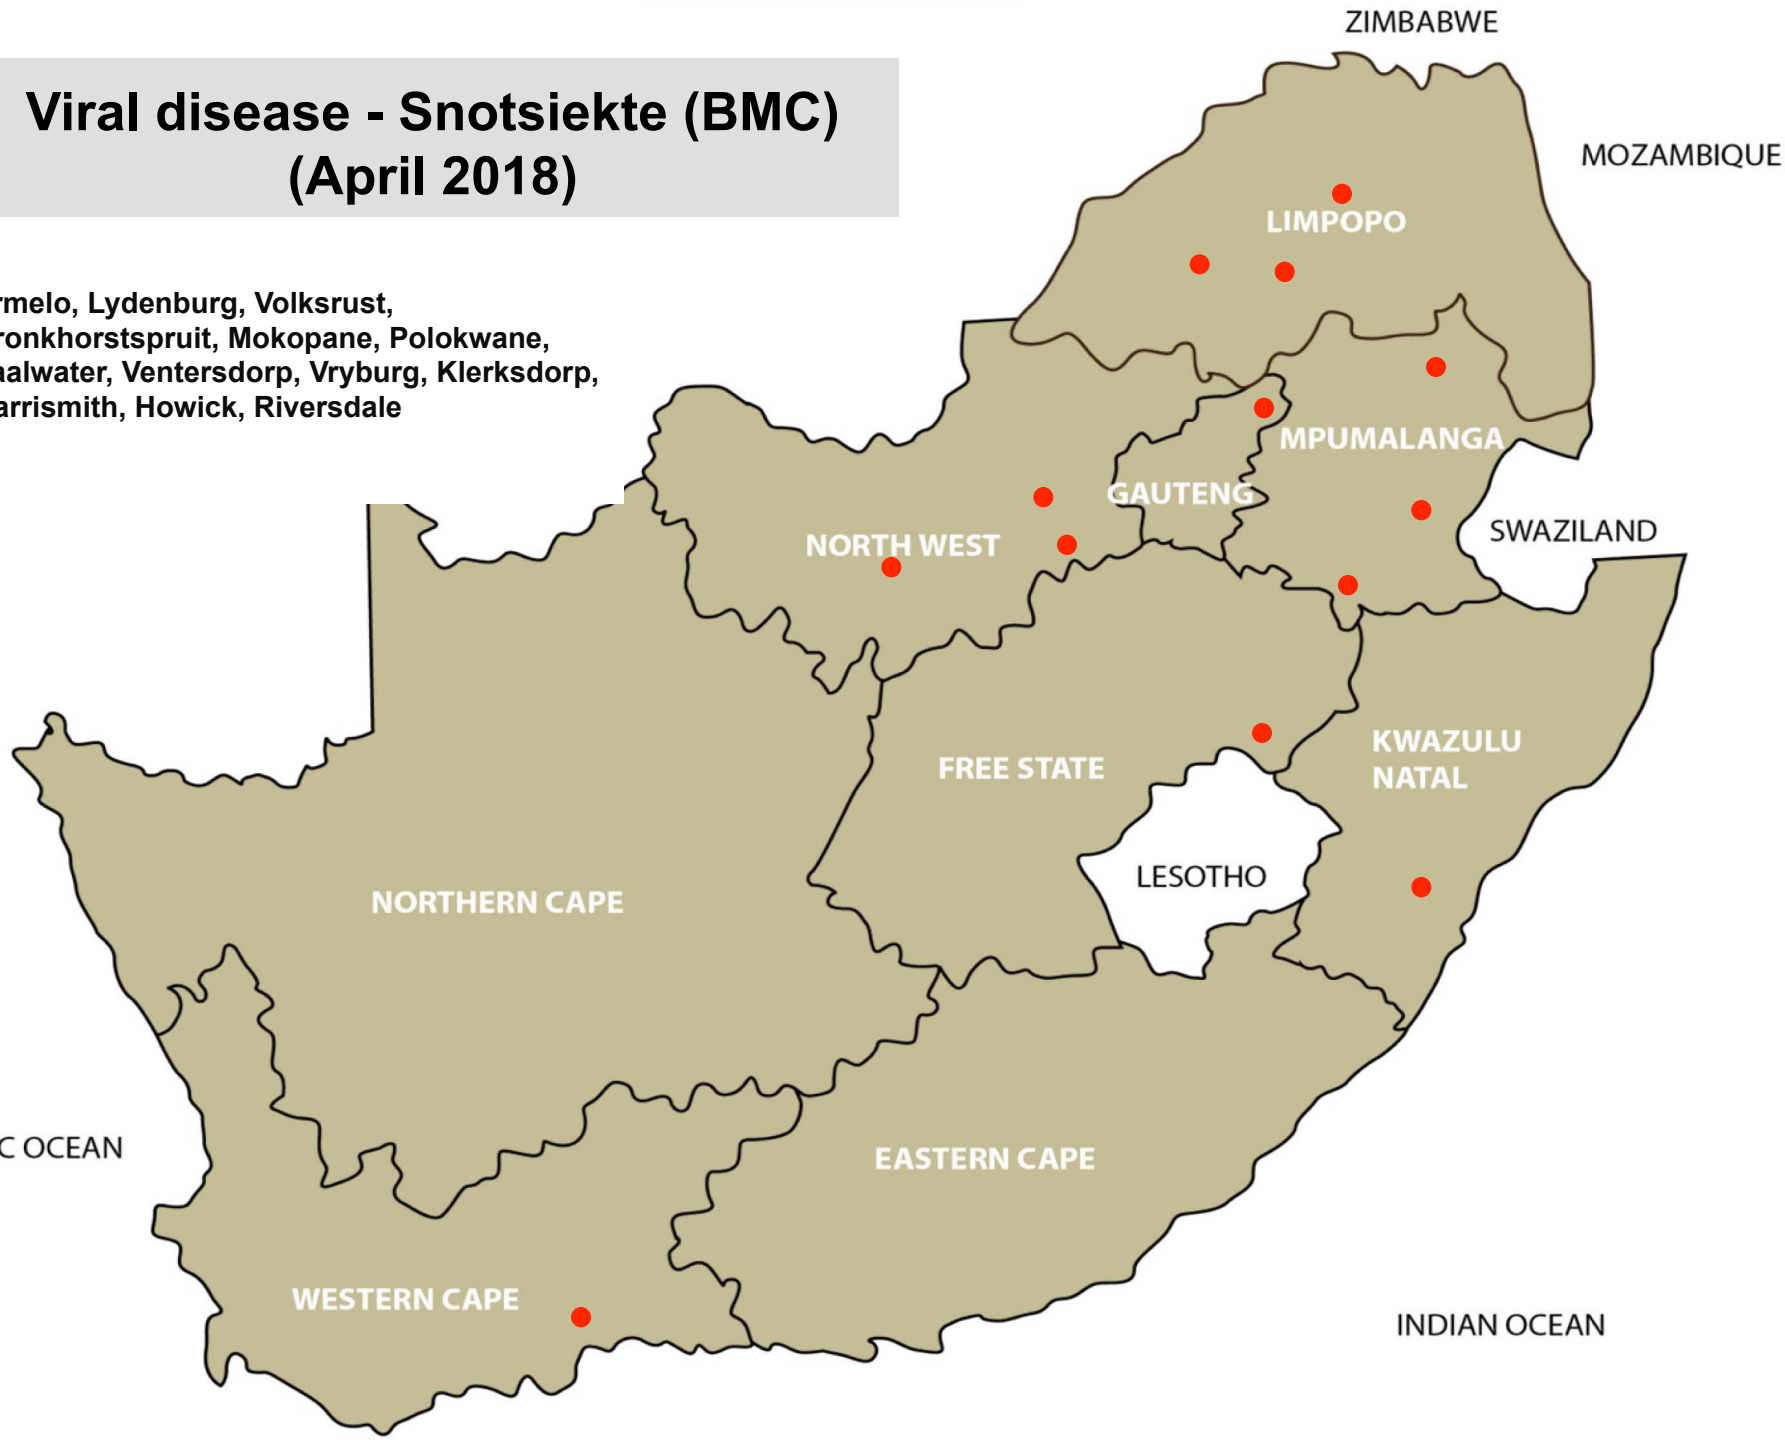 Viral disease - Snotsiekte (BMC)
(April 2018)
rmelo, Lydenburg, Volksrust,
ronkhorstspruit, Mokopane, Polokwane,
aalwater, Ventersdorp, Vryburg, Klerksdorp,
arrismith, Howick, Riversdale
ZIMBABWE
MOZAMBIQUE
LIMPOPO
MPUMALANGA
GAUTENG
NORTH WEST
SWAZILAND
KWAZULU
NATAL
FREE STATE
LESOTHO
NORTHERN CAPE
C OCEAN
EASTERN CAPE
WESTERN CAPE
INDIAN OCEAN